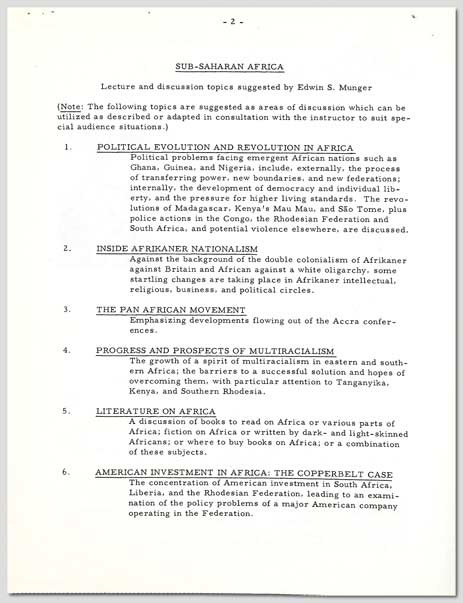 - 2 -
SUB-SAHARAN AFRICA
Lecture and discussion topics suggested by Edwin S. Munger
(Note: The following topics are suggested as areas of discussion which can be
utilized as described or adapted in consultation with the instructor to suit spe-
cial audience situations.)
1. POLITICAL EVOLUTION AND REVOLUTION IN AFRICA
Political problems facing emergent African nations such as
Ghana, Guinea, and Nigeria, include, externally, the process
of transferring power, new boundaries, and new federations;
internally, the development of democracy and individual lib-
erty, and the pressure for higher living standards. The revo-
lutions of Madagascar, Kenya's Mau Mau, and São Tome, plus
police actions in the Congo, the Rhodesian Federation and
South Africa, and potential violence elsewhere, are discussed.
2. INSIDE AFRIKANER NATIONALISM
Against the background of the double colonialism of Afrikaner
against Britain and African against a white oligarchy, some
startling changes are taking place in Afrikaner intellectual,
religious, business, and political circles.
3. THE PAN AFRICAN MOVEMENT
Emphasizing developments flowing out of the Accra confer-
ences.
4. PROGRESS AND PROSPECTS OF MULTIRACIALISM
The growth of a spirit of multiracialism in eastern and south-
ern Africa; the barriers to a successful solution and hopes of
overcoming them, with particular attention to Tanganyika,
Kenya, and Southern Rhodesia.
5. LITERATURE ON AFRICA
A discussion of books to read on Africa or various parts of
Africa; fiction on Africa or written by dark- and light-skinned
Africans; or where to buy books on Africa; or a combination
of these subjects.
6. AMERICAN INVESTMENT IN AFRICA: THE COPPERBELT CASE
The concentration of American investment in South Africa,
Liberia, and the Rhodesian Federation, leading to an exami-
nation of the policy problems of a major American company
operating in the Federation.